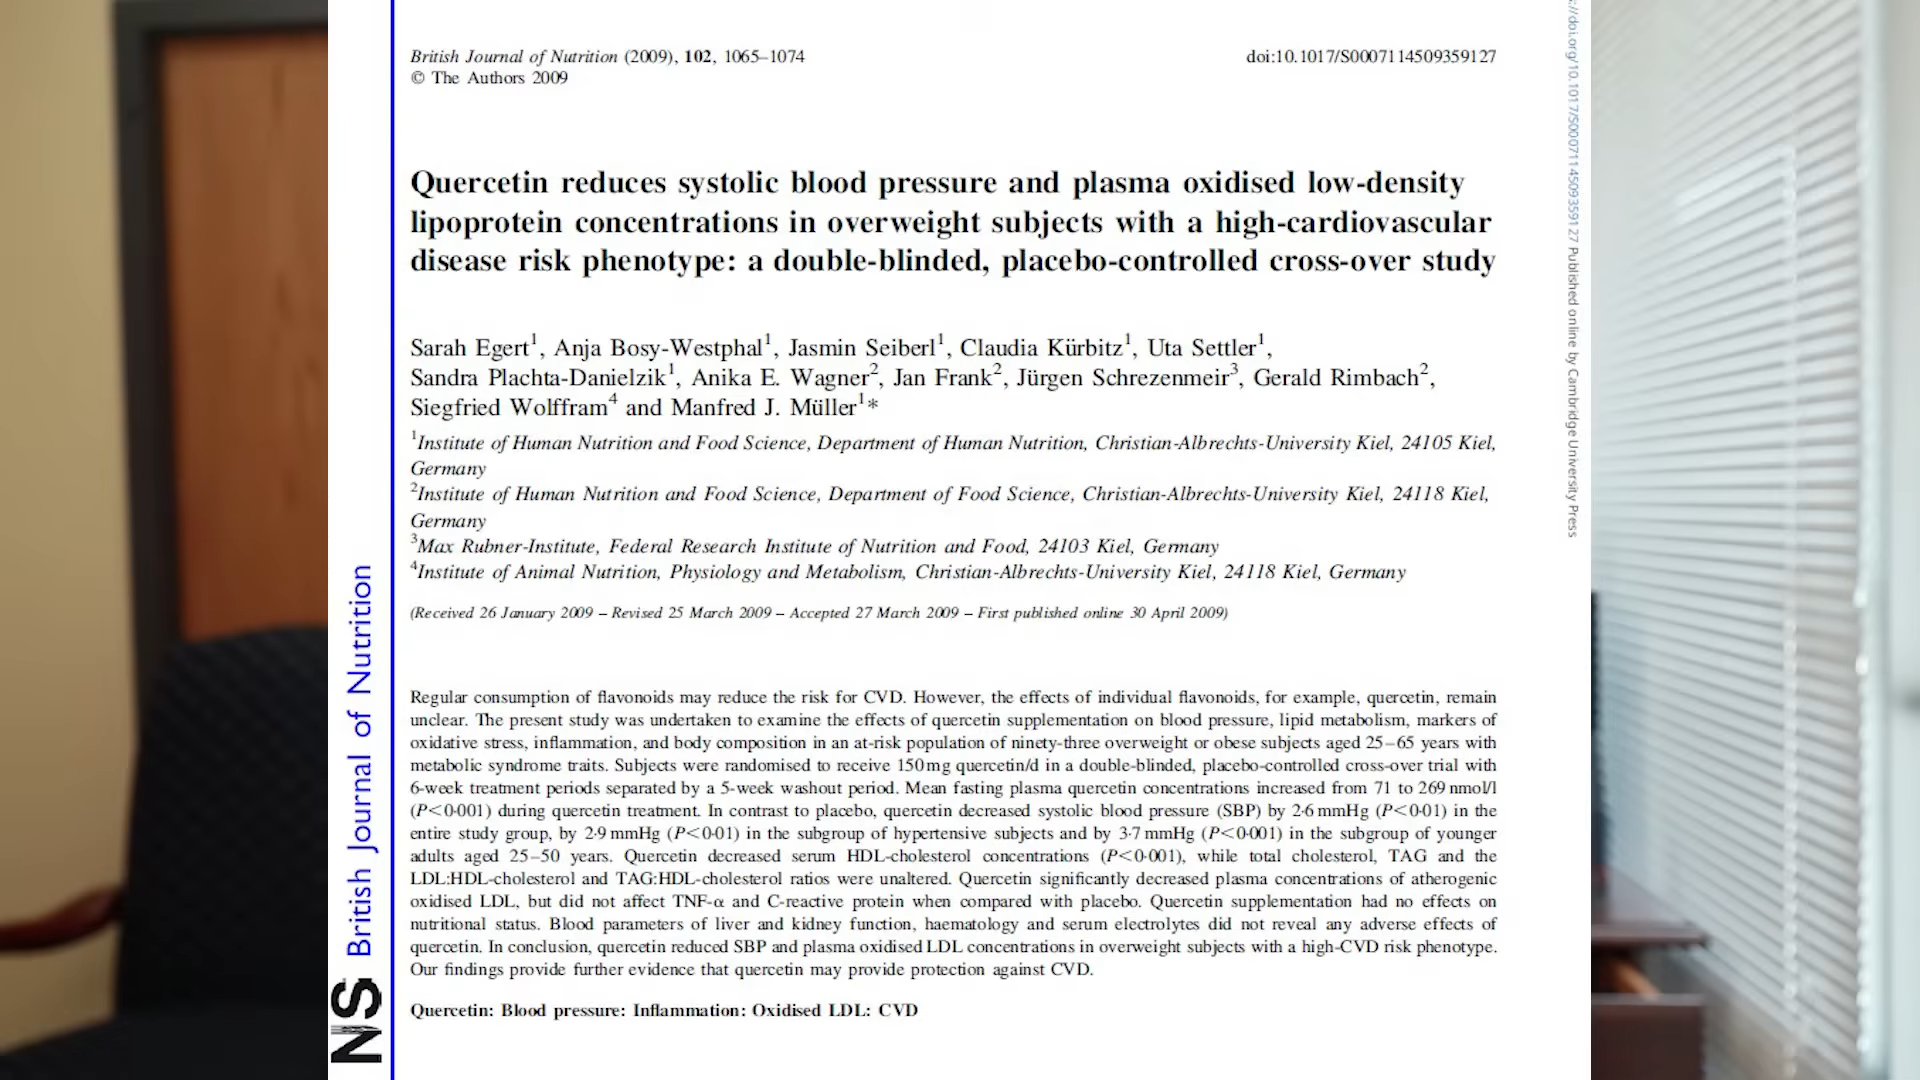 British Journal of Nutrition (2009), 102, 1065–1074
© The Authors 2009
doi:10.1017/S0007114509359127
Quercetin reduces systolic blood pressure and plasma oxidised low-density
lipoprotein concentrations in overweight subjects with a high-cardiovascular
disease risk phenotype: a double-blinded, placebo-controlled cross-over study
Sarah Egert1, Anja Bosy-Westphal1, Jasmin Seiberl1, Claudia Kürbitz1, Uta Settler1,
Sandra Plachta-Danielzik1, Anika E. Wagner2, Jan Frank2, Jürgen Schrezenmeir3, Gerald Rimbach2,
Siegfried Wolffram4 and Manfred J. Müller1*
1Institute of Human Nutrition and Food Science, Department of Human Nutrition, Christian-Albrechts-University Kiel, 24105 Kiel,
Germany
2Institute of Human Nutrition and Food Science, Department of Food Science, Christian-Albrechts-University Kiel, 24118 Kiel,
Germany
3Max Rubner-Institute, Federal Research Institute of Nutrition and Food, 24103 Kiel, Germany
4Institute of Animal Nutrition, Physiology and Metabolism, Christian-Albrechts-University Kiel, 24118 Kiel, Germany
(Received 26 January 2009 – Revised 25 March 2009 – Accepted 27 March 2009 – First published online 30 April 2009)
Regular consumption of flavonoids may reduce the risk for CVD. However, the effects of individual flavonoids, for example, quercetin, remain
unclear. The present study was undertaken to examine the effects of quercetin supplementation on blood pressure, lipid metabolism, markers of
oxidative stress, inflammation, and body composition in an at-risk population of ninety-three overweight or obese subjects aged 25–65 years with
metabolic syndrome traits. Subjects were randomised to receive 150 mg quercetin/d in a double-blinded, placebo-controlled cross-over trial with
6-week treatment periods separated by a 5-week washout period. Mean fasting plasma quercetin concentrations increased from 71 to 269 nmol/l
(P<0·001) during quercetin treatment. In contrast to placebo, quercetin decreased systolic blood pressure (SBP) by 2·6 mmHg (P<0·01) in the
entire study group, by 2·9 mmHg (P<0·01) in the subgroup of hypertensive subjects and by 3·7 mmHg (P<0·001) in the subgroup of younger
adults aged 25–50 years. Quercetin decreased serum HDL-cholesterol concentrations (P<0·001), while total cholesterol, TAG and the
LDL:HDL-cholesterol and TAG:HDL-cholesterol ratios were unaltered. Quercetin significantly decreased plasma concentrations of atherogenic
oxidised LDL, but did not affect TNF-α and C-reactive protein when compared with placebo. Quercetin supplementation had no effects on
nutritional status. Blood parameters of liver and kidney function, haematology and serum electrolytes did not reveal any adverse effects of
quercetin. In conclusion, quercetin reduced SBP and plasma oxidised LDL concentrations in overweight subjects with a high-CVD risk phenotype.
Our findings provide further evidence that quercetin may provide protection against CVD.
Quercetin: Blood pressure: Inflammation: Oxidised LDL: CVD
NS British Journal of Nutrition
s://doi.org/10.1017/S0007114509359127 Published online by Cambridge University Press